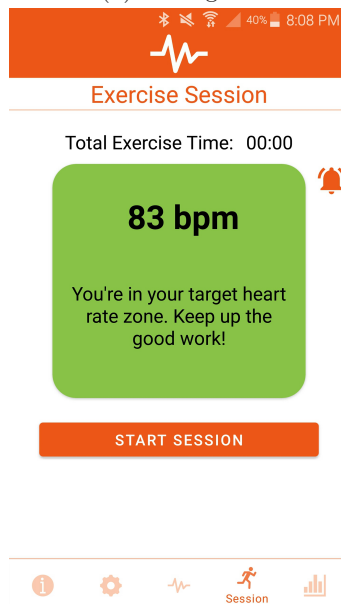 40% 8:08 PM
Exercise Session
Total Exercise Time: 00:00
83 bpm
You're in your target heart
rate zone. Keep up the
good work!
START SESSION
Session